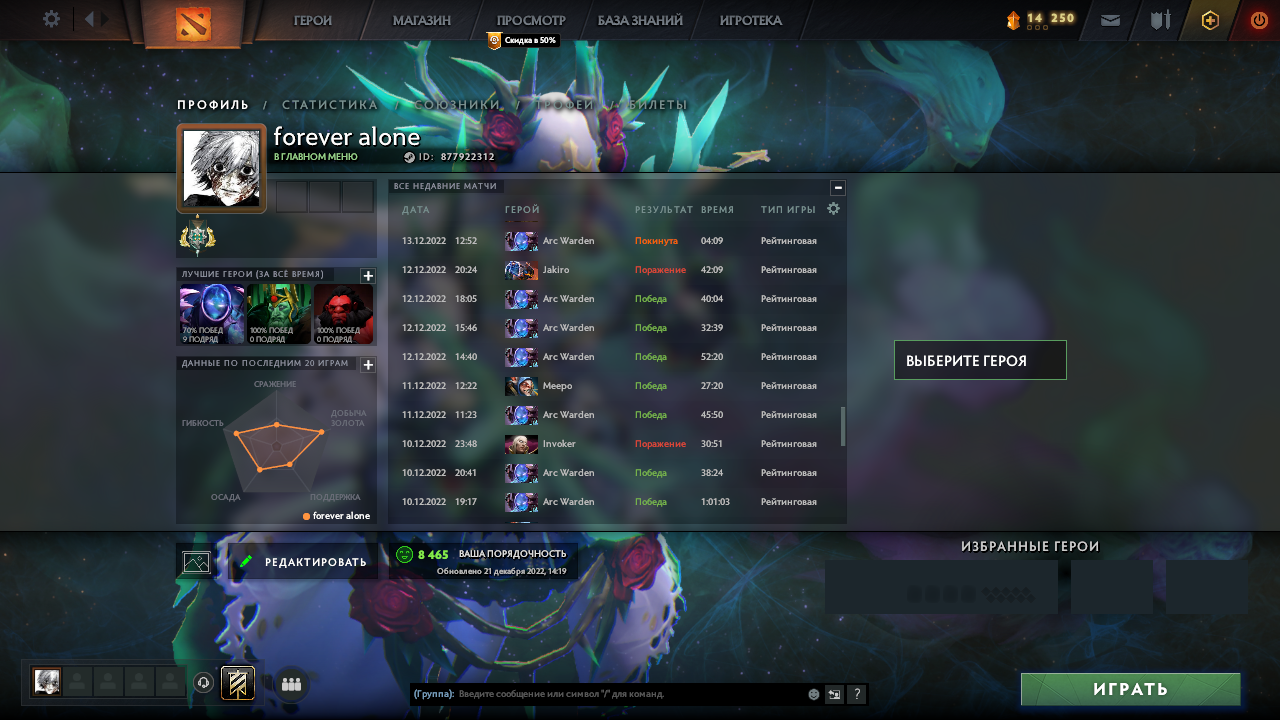 ГЕРОИ МАГАЗИН ПРОСМОТР БАЗА ЗНАНИЙ ИГРОТЕКА 14 250
Скидка в 50%
ПРОФИЛЬ / СТАТИСТИКА / СОЮЗНИКИ / ТРОФЕИ / БИЛЕТЫ
forever alone
В ГЛАВНОМ МЕНЮ ID: 877922312
ВСЕ НЕДАВНИЕ МАТЧИ
ДАТА ГЕРОЙ РЕЗУЛЬТАТ ВРЕМЯ ТИП ИГРЫ
13.12.2022 12:52 Arc Warden Покинута 04:09 Рейтинговая
12.12.2022 20:24 Jakiro Поражение 42:09 Рейтинговая
12.12.2022 18:05 Arc Warden Победа 40:04 Рейтинговая
12.12.2022 15:46 Arc Warden Победа 32:39 Рейтинговая
12.12.2022 14:40 Arc Warden Победа 52:20 Рейтинговая
11.12.2022 12:22 Meepo Победа 27:20 Рейтинговая
11.12.2022 11:23 Arc Warden Победа 45:50 Рейтинговая
10.12.2022 23:48 Invoker Поражение 30:51 Рейтинговая
10.12.2022 20:41 Arc Warden Победа 38:24 Рейтинговая
10.12.2022 19:17 Arc Warden Победа 1:01:03 Рейтинговая
ЛУЧШИЕ ГЕРОИ (ЗА ВСЁ ВРЕМЯ)
70% ПОБЕД 100% ПОБЕД 100% ПОБЕД
9 ПОДРЯД 0 ПОДРЯД 0 ПОДРЯД
ДАННЫЕ ПО ПОСЛЕДНИМ 20 ИГРАМ
СРАЖЕНИЕ
ДОБЫЧА
ЗОЛОТА
ГИБКОСТЬ
ОСАДА ПОДДЕРЖКА
forever alone
ВЫБЕРИТЕ ГЕРОЯ
РЕДАКТИРОВАТЬ
8 465 ВАША ПОРЯДОЧНОСТЬ
Обновлено 21 декабря 2022, 14:19
ИЗБРАННЫЕ ГЕРОИ
(Группа): Введите сообщение или символ "/" для команд. ?
ИГРАТЬ